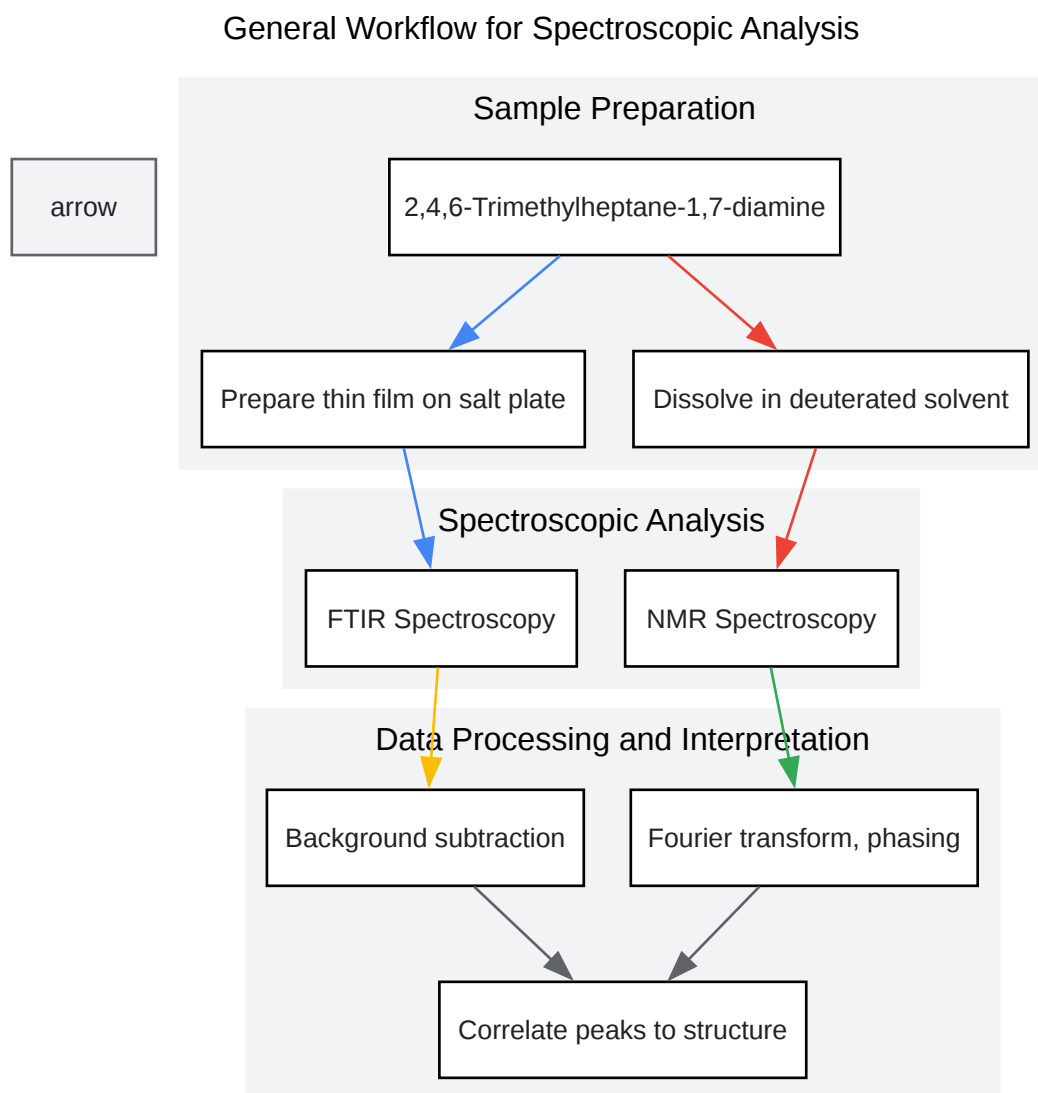 General Workflow for Spectroscopic Analysis
Sample Preparation
arrow
2,4,6-Trimethylheptane-1,7-diamine
Prepare thin film on salt plate
Dissolve in deuterated solvent
Spectroscopic Analysis
FTIR Spectroscopy
NMR Spectroscopy
Data Processing and Interpretation
Background subtraction
Fourier transform, phasing
Correlate peaks to structure